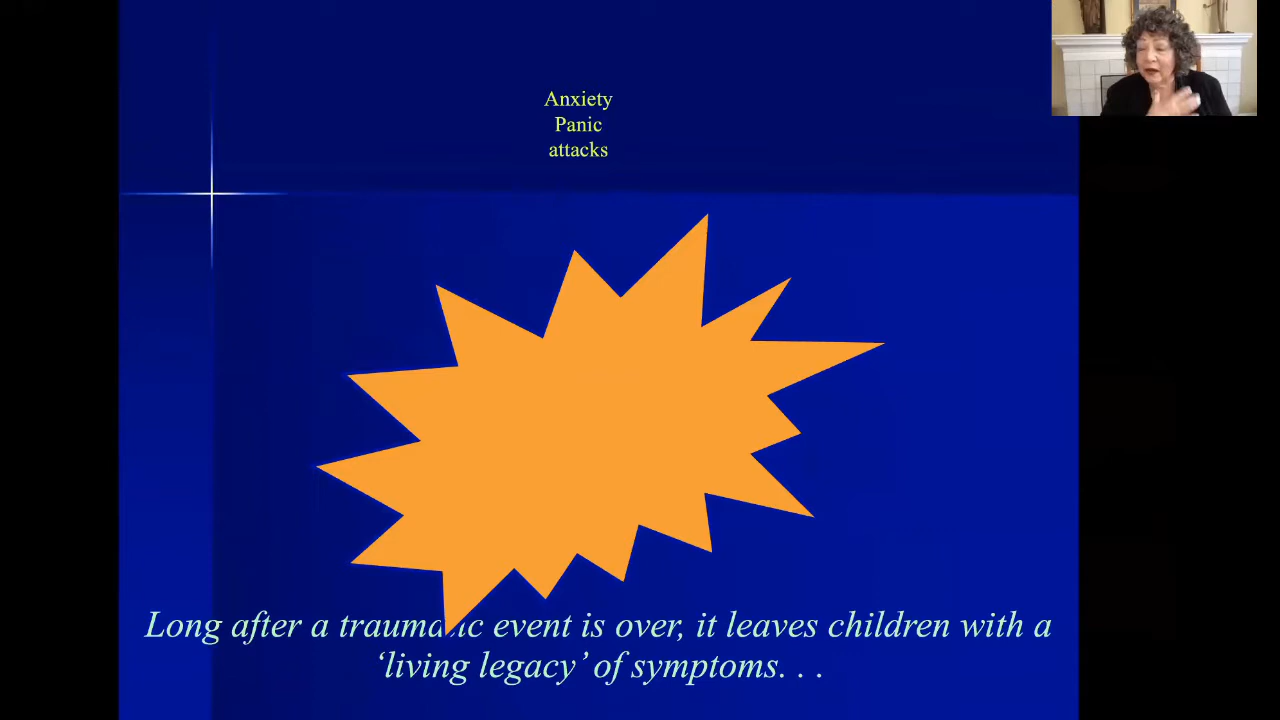 Anxiety
Panic
attacks
Long after a traumatic event is over, it leaves children with a
‘living legacy’ of symptoms. . .